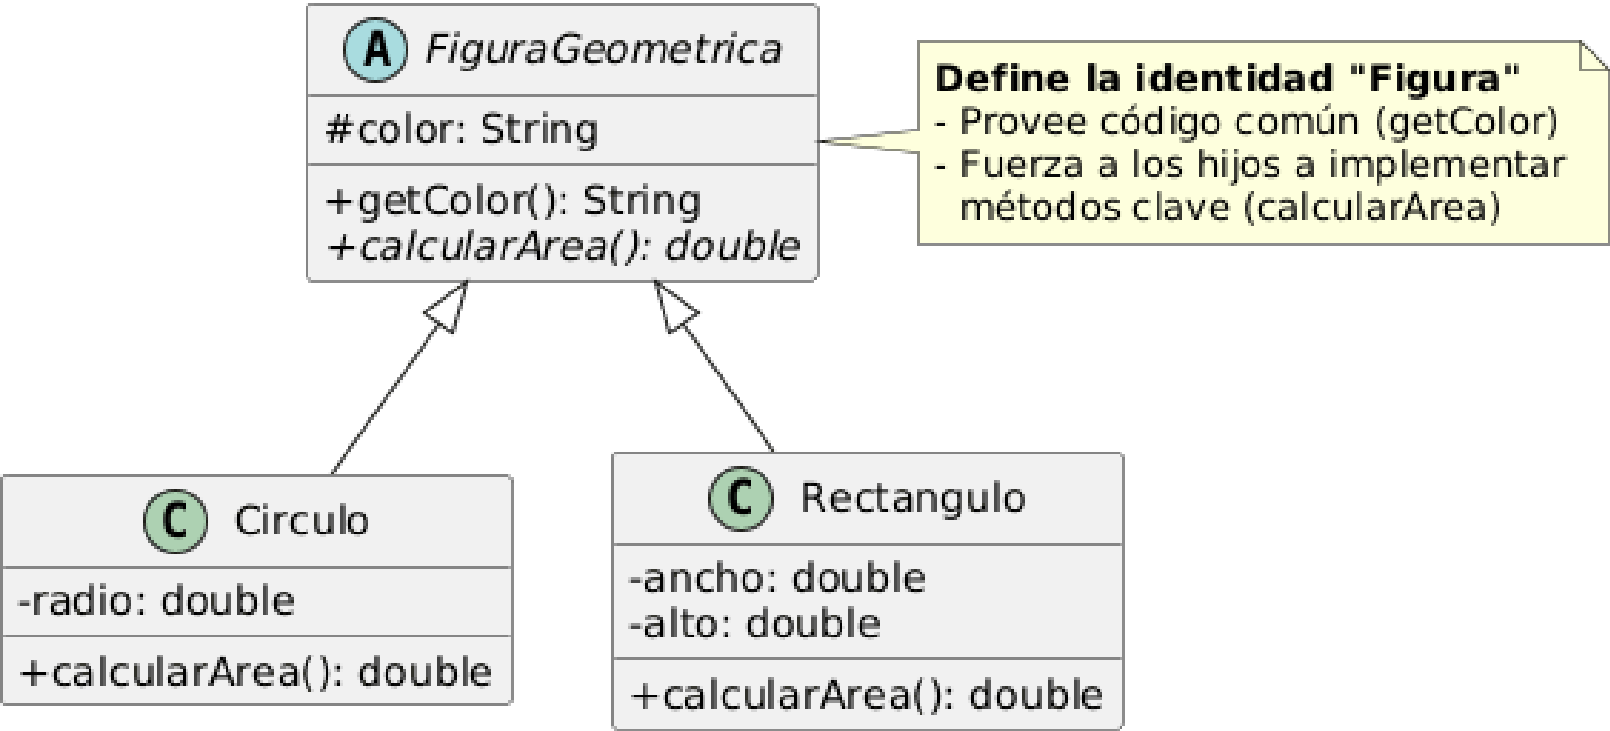 A FiguraGeometrica
#color: String
+getColor(): String
+calcularArea(): double
Define la identidad "Figura"
- Provee código común (getColor)
- Fuerza a los hijos a implementar
métodos clave (calcularArea)
C Circulo
-radio: double
+calcularArea(): double
C Rectangulo
-ancho: double
-alto: double
+calcularArea(): double